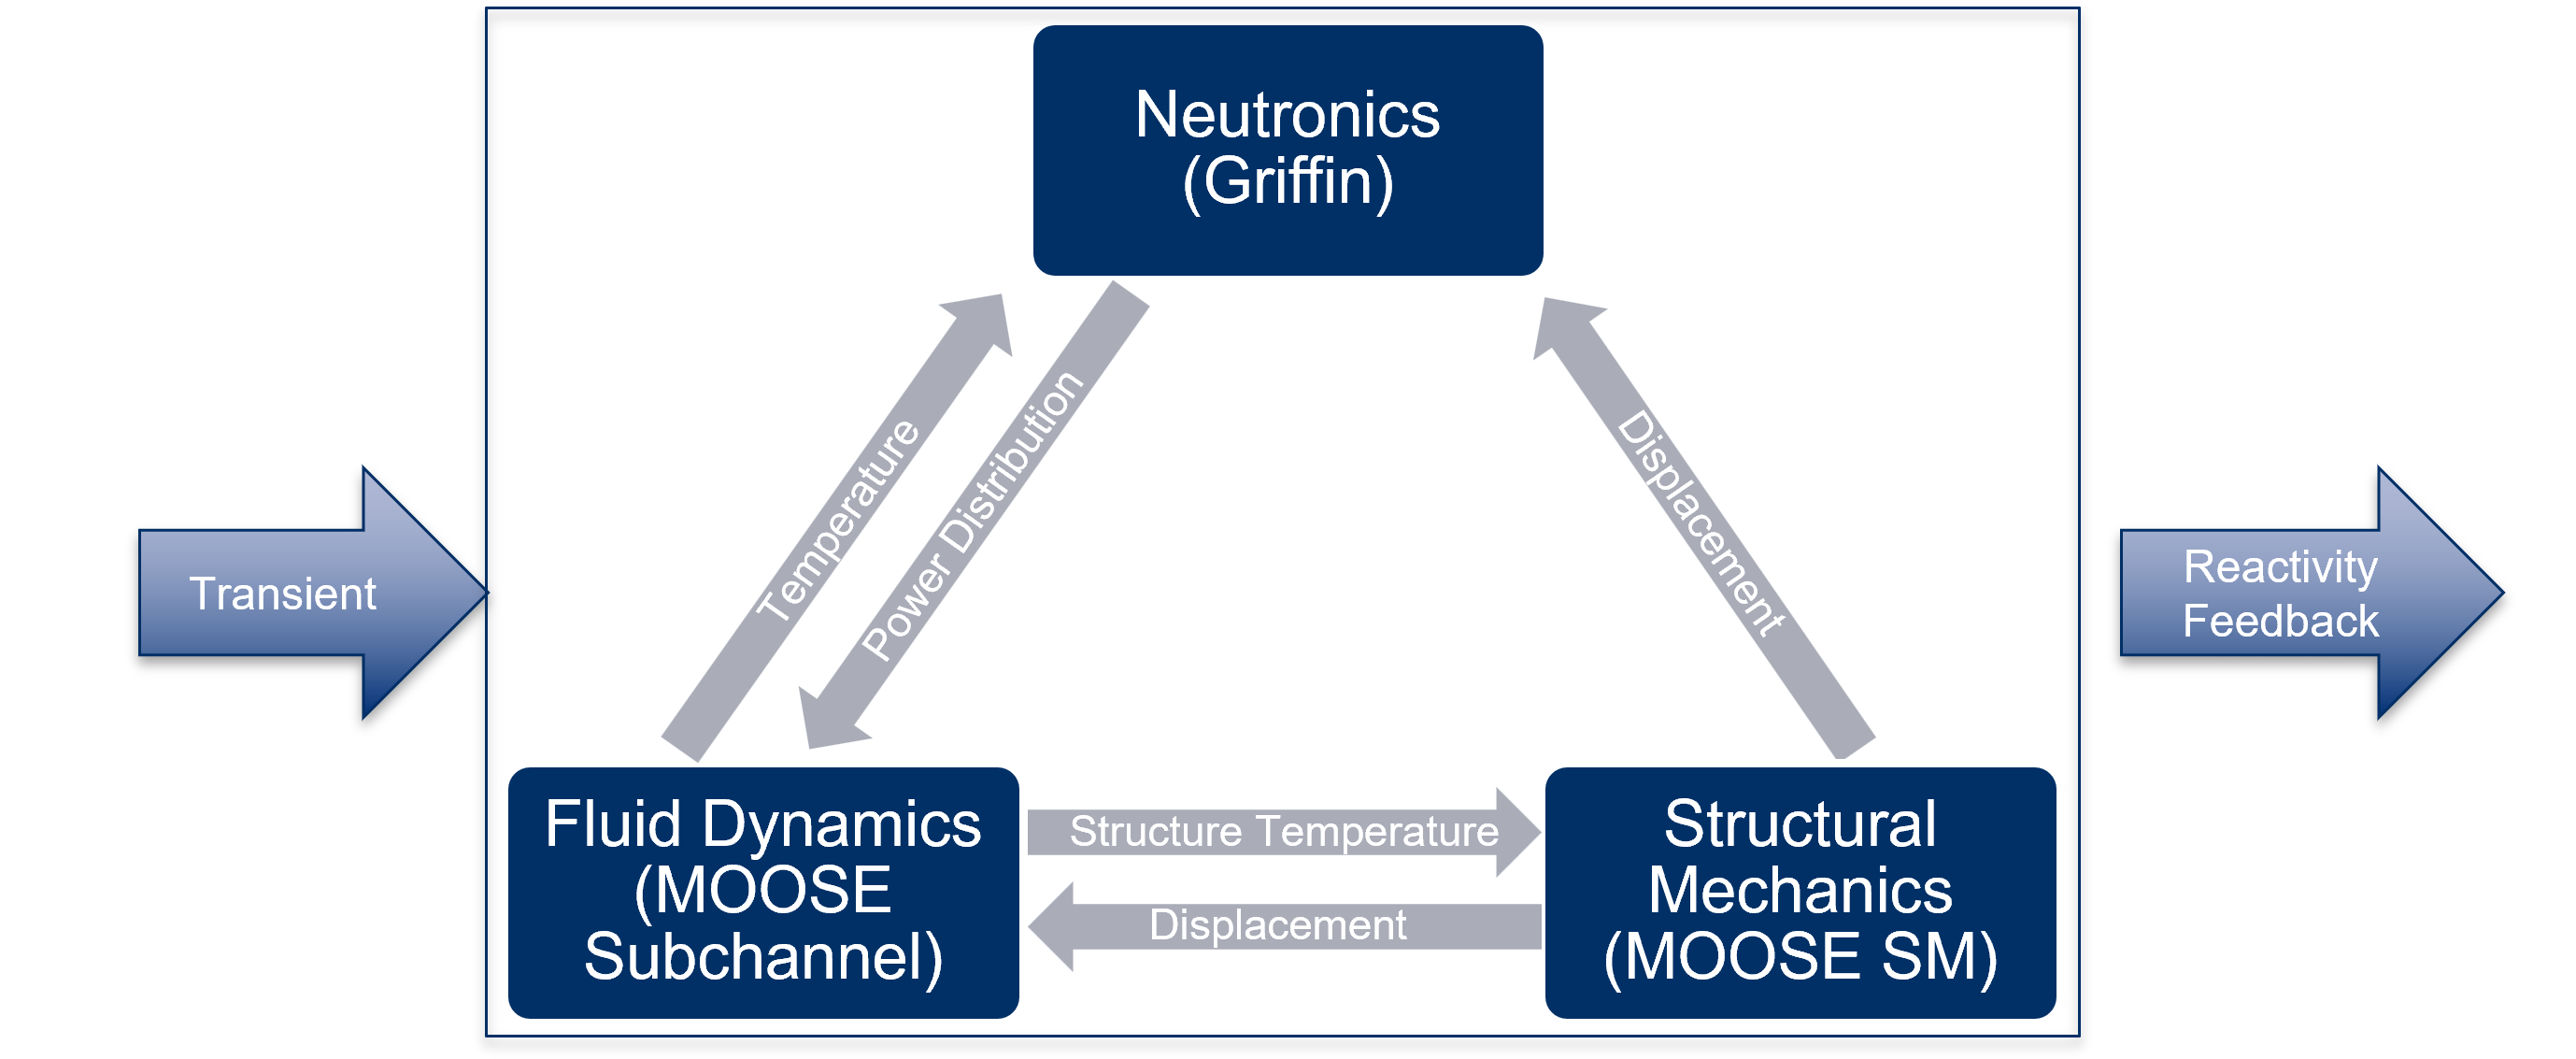 Neutronics
(Griffin)
Temperature
Power Distribution
Displacement
Transient
Reactivity
Feedback
Fluid Dynamics
(MOOSE
Subchannel)
Structure Temperature
Displacement
Structural
Mechanics
(MOOSE SM)